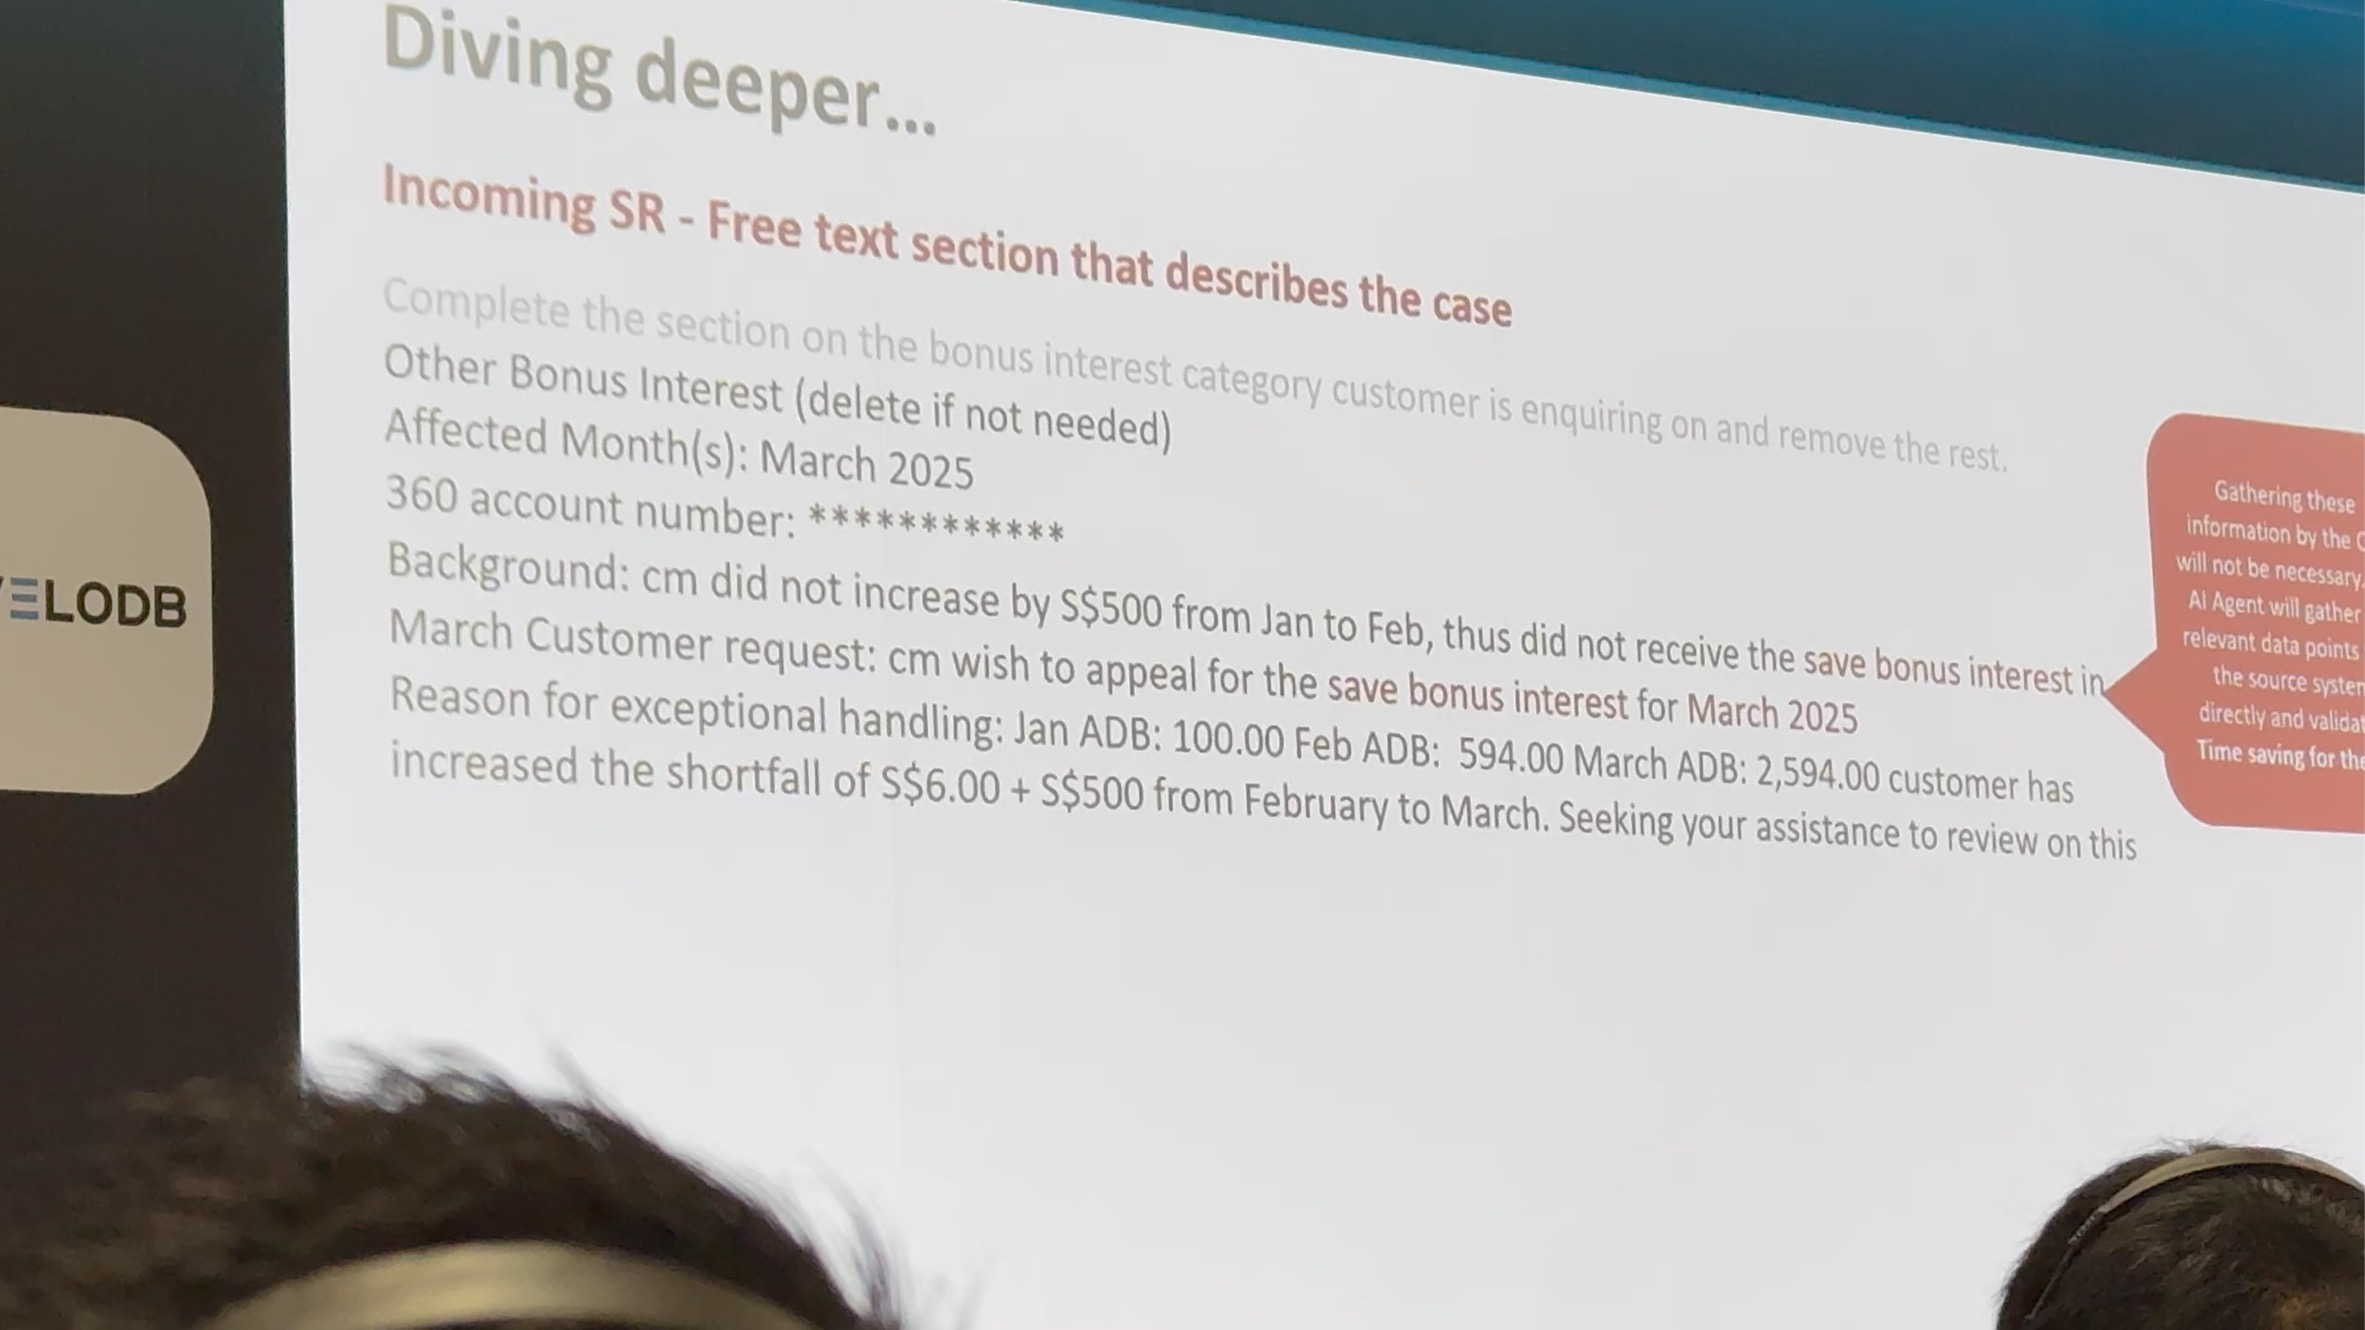 Diving deeper...
Incoming SR - Free text section that describes the case
Complete the section on the bonus interest category customer is enquiring on and remove the rest.
Other Bonus Interest (delete if not needed)
Affected Month(s): March 2025
360 account number: ************
Background: cm did not increase by S$500 from Jan to Feb, thus did not receive the save bonus interest in
March Customer request: cm wish to appeal for the save bonus interest for March 2025
Reason for exceptional handling: Jan ADB: 100.00 Feb ADB: 594.00 March ADB: 2,594.00 customer has
increased the shortfall of S$6.00 + S$500 from February to March. Seeking your assistance to review on this
Gathering these
information by the
will not be necessary.
AI Agent will gather
relevant data points
the source
directly and
Time saving for
ELODB